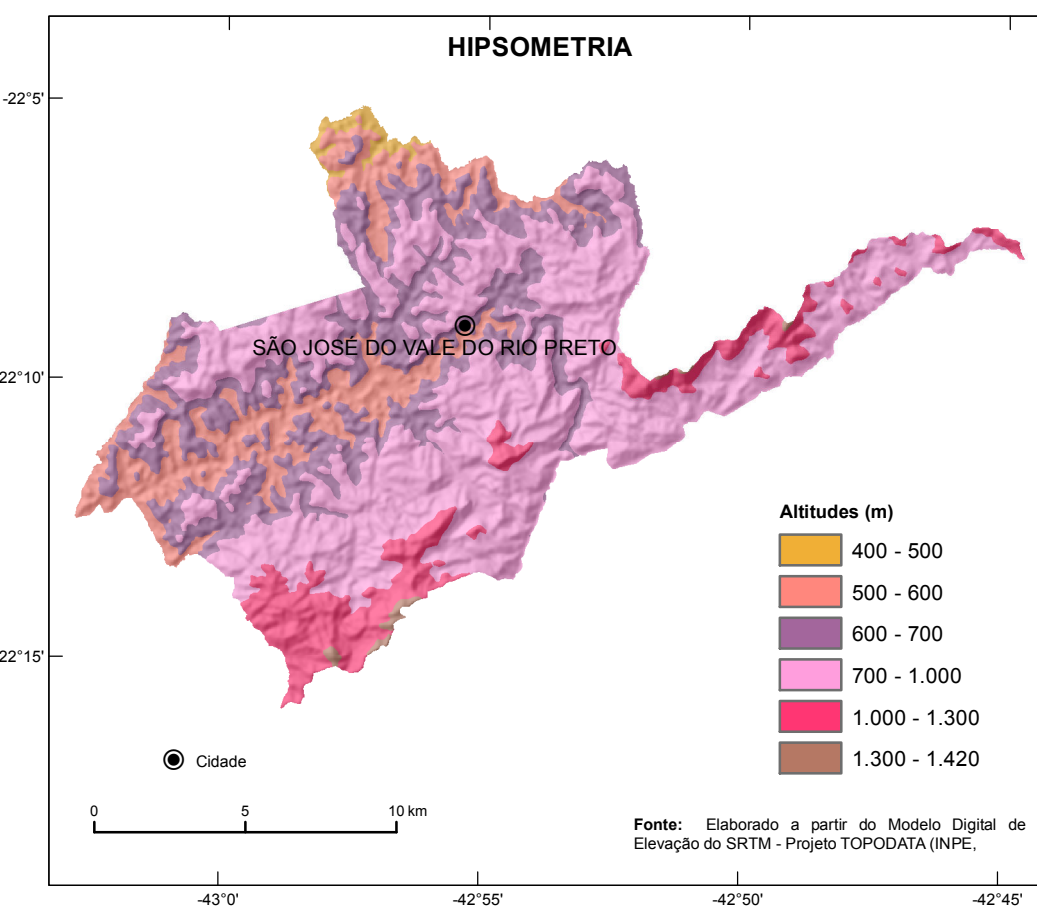 HIPSOMETRIA
-22°5'
SÃO JOSÉ DO VALE DO RIO PRETO
22°10'
Altitudes (m)
400 - 500
500 - 600
600 - 700
700 - 1.000
1.000 - 1.300
1.300 - 1.420
22°15'
Cidade
0 5 10 km
Fonte: Elaborado a partir do Modelo Digital de
Elevação do SRTM - Projeto TOPODATA (INPE,
-43°0' -42°55' -42°50' -42°45'